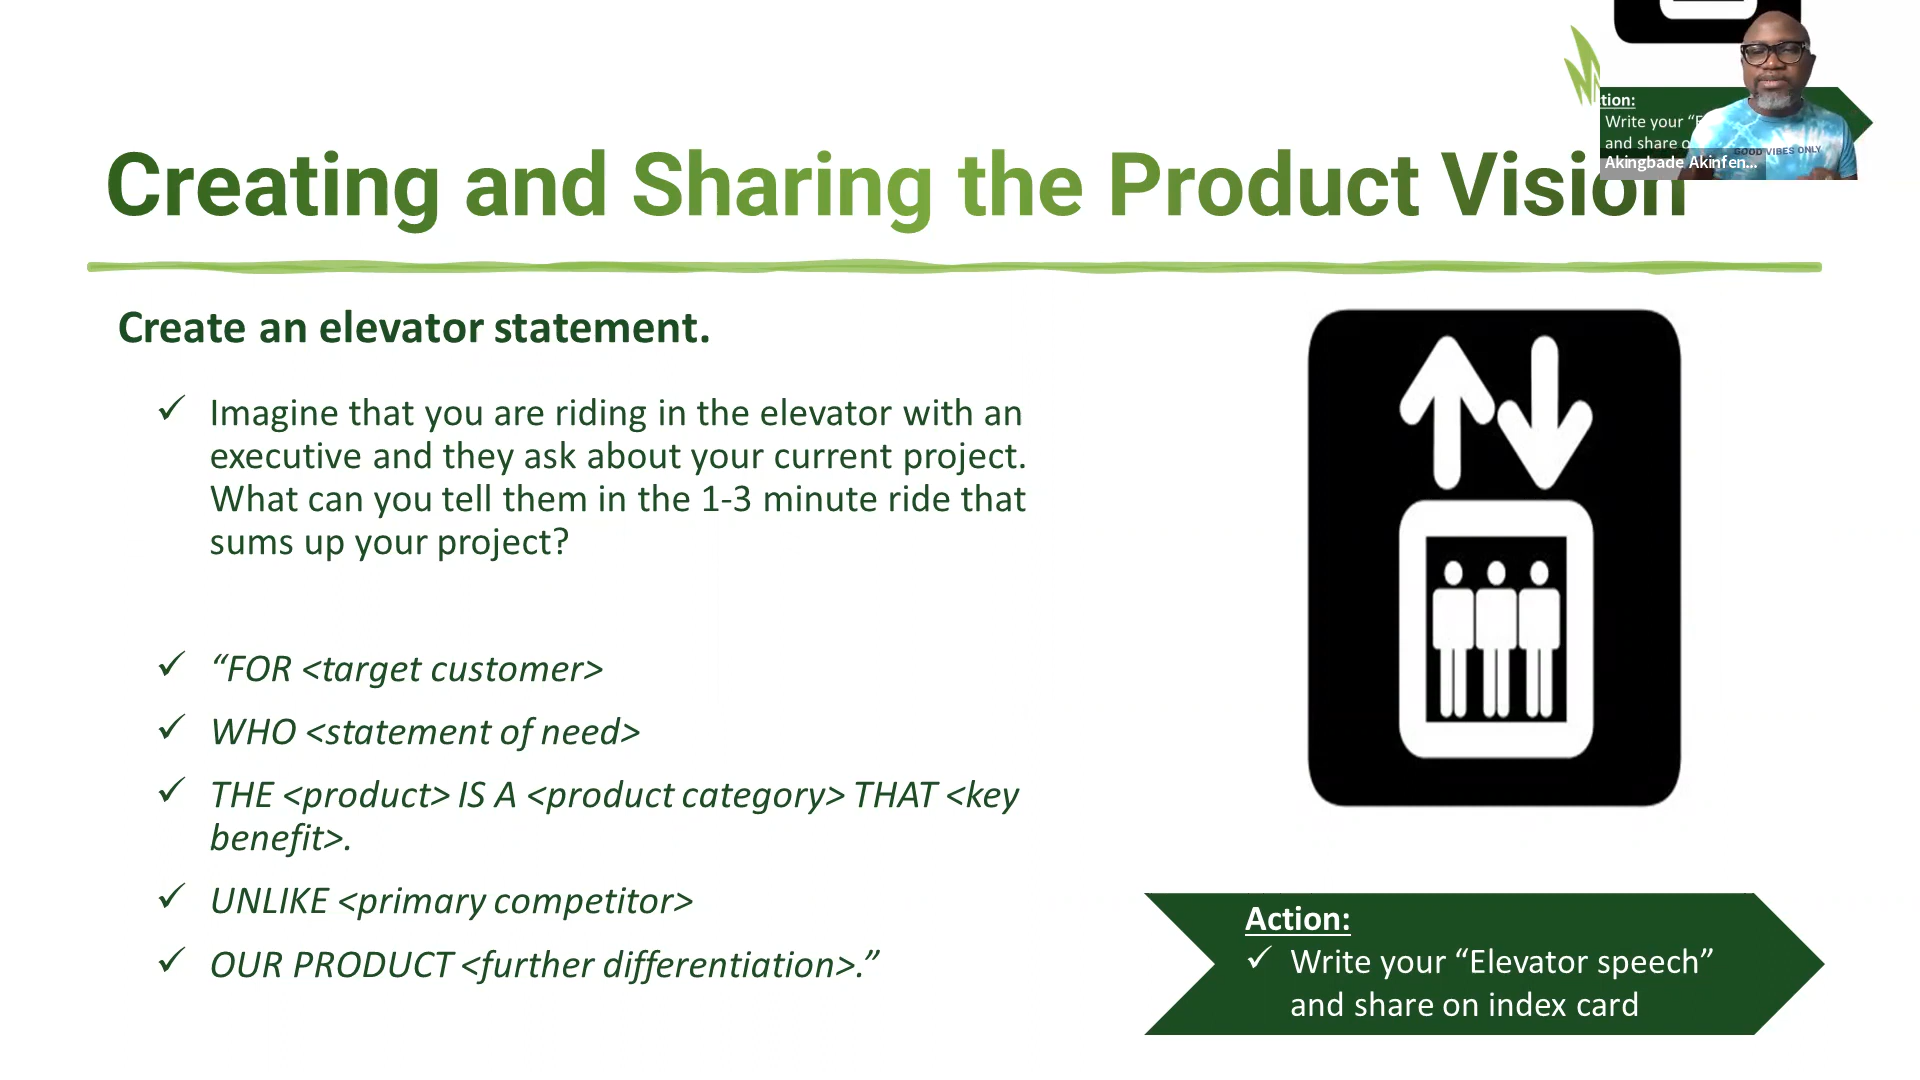 Creating and Sharing the Product Vision
Create an elevator statement.
✓ Imagine that you are riding in the elevator with an
executive and they ask about your current project.
What can you tell them in the 1-3 minute ride that
sums up your project?
✓ “FOR <target customer>
✓ WHO <statement of need>
✓ THE <product> IS A <product category> THAT <key
benefit>.
✓ UNLIKE <primary competitor>
✓ OUR PRODUCT <further differentiation>.”
Action:
✓ Write your “Elevator speech”
and share on index card
tion:
Write your “E
and share o
GOOD VIBES ONLY
Akingbade Akinfen...